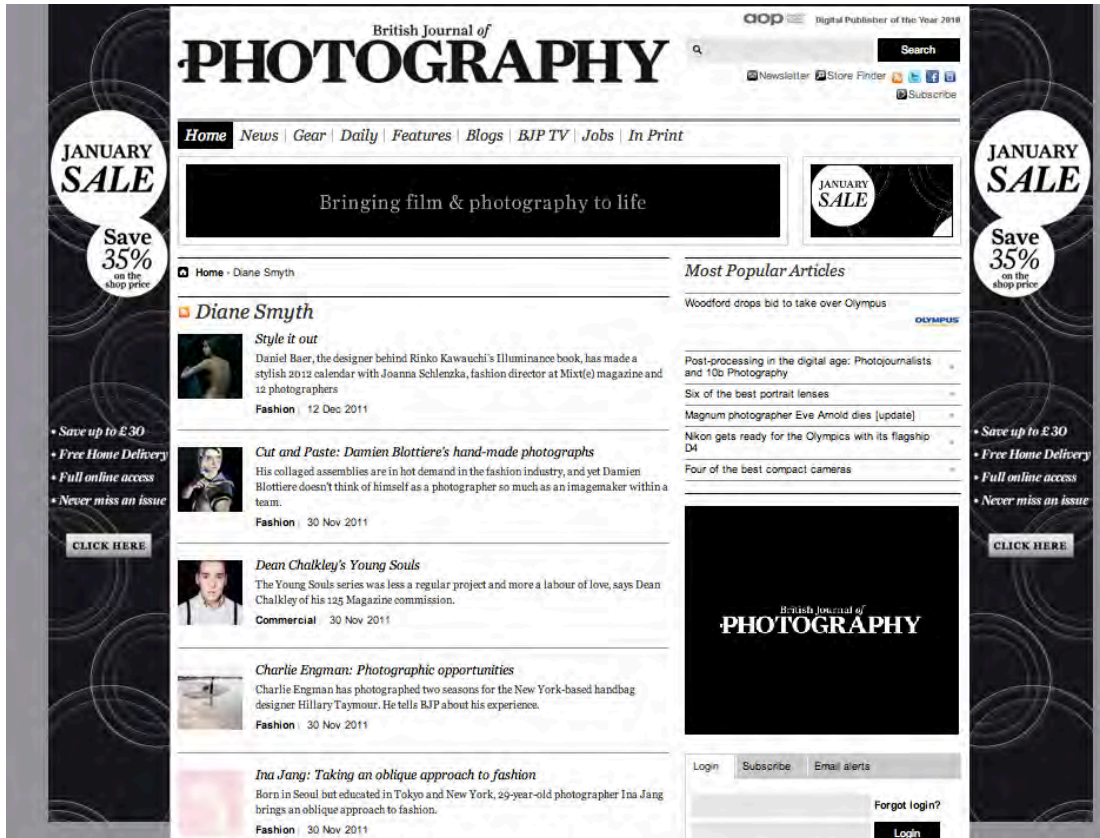 British Journal of
PHOTOGRAPHY
aop Digital Publisher of the Year 2010
Search
Newsletter Store Finder
Subscribe
Home News | Gear | Daily | Features | Blogs | BJP TV | Jobs | In Print
JANUARY
SALE
Save
35%
on the
shop price
• Save up to £30
• Free Home Delivery
• Full online access
• Never miss an issue
CLICK HERE
Bringing film & photography to life
JANUARY
SALE
Home › Diane Smyth
Diane Smyth
Style it out
Daniel Baer, the designer behind Rinko Kawauchi's Illuminance book, has made a
stylish 2012 calendar with Joanna Schlenzka, fashion director at Mixt(e) magazine and
12 photographers
Fashion | 12 Dec 2011
Cut and Paste: Damien Blottiere's hand-made photographs
His collaged assemblies are in hot demand in the fashion industry, and yet Damien
Blottiere doesn't think of himself as a photographer so much as an imagemaker within a
team.
Fashion | 30 Nov 2011
Dean Chalkley's Young Souls
The Young Souls series was less a regular project and more a labour of love, says Dean
Chalkley of his 125 Magazine commission.
Commercial | 30 Nov 2011
Charlie Engman: Photographic opportunities
Charlie Engman has photographed two seasons for the New York-based handbag
designer Hillary Taymour. He tells BJP about his experience.
Fashion | 30 Nov 2011
Ina Jang: Taking an oblique approach to fashion
Born in Seoul but educated in Tokyo and New York, 29-year-old photographer Ina Jang
brings an oblique approach to fashion.
Fashion | 30 Nov 2011
Most Popular Articles
Woodford drops bid to take over Olympus
OLYMPUS
Post-processing in the digital age: Photojournalists
and 10b Photography
Six of the best portrait lenses
Magnum photographer Eve Arnold dies [update]
Nikon gets ready for the Olympics with its flagship
D4
Four of the best compact cameras
British Journal of
PHOTOGRAPHY
Login Subscribe Email alerts
Forgot login?
Login
JANUARY
SALE
Save
35%
on the
shop price
• Save up to £30
• Free Home Delivery
• Full online access
• Never miss an issue
CLICK HERE